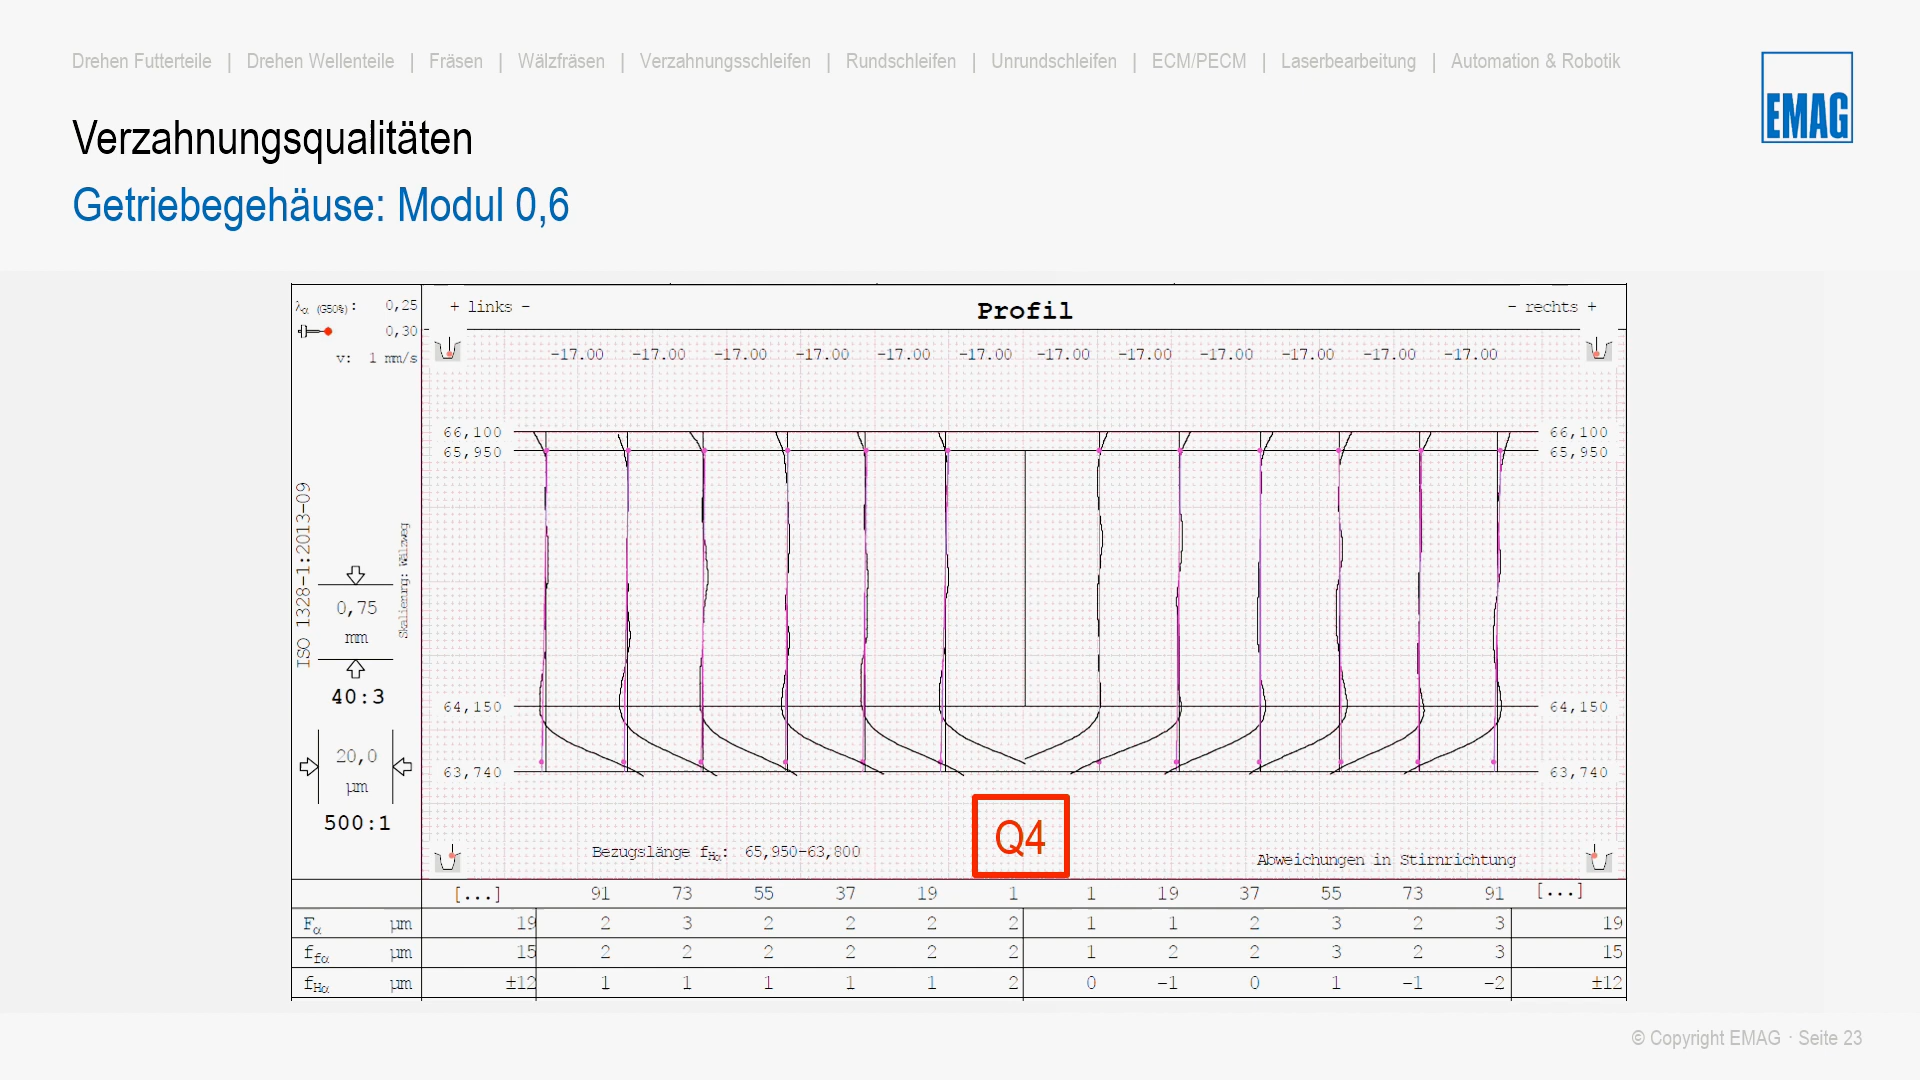 Drehen Futterteile | Drehen Wellenteile | Fräsen | Wälzfräsen | Verzahnungsschleifen | Rundschleifen | Unrundschleifen | ECM/PECM | Laserbearbeitung | Automation & Robotik
EMAG
Verzahnungsqualitäten
Getriebegehäuse: Modul 0,6
λα (G50%): 0,25
0,30
v: 1 mm/s
+ links -
Profil
- rechts +
-17.00 -17.00 -17.00 -17.00 -17.00 -17.00 -17.00 -17.00 -17.00 -17.00 -17.00 -17.00
66,100 66,100
65,950 65,950
ISO 1328-1:2013-09
Skalierung: Wälzweg
0,75
mm
40:3
64,150 64,150
20,0
µm
63,740 63,740
500:1
Q4
Bezugslänge fHα: 65,950-63,800
Abweichungen in Stirnrichtung
[...] 91 73 55 37 19 1 1 19 37 55 73 91 [...]
Fα µm 19 2 3 2 2 2 2 1 1 2 3 2 3 19
ffα µm 15 2 2 2 2 2 2 1 2 2 3 2 3 15
fHα µm ±12 1 1 1 1 1 2 0 -1 0 1 -1 -2 ±12
© Copyright EMAG · Seite 23